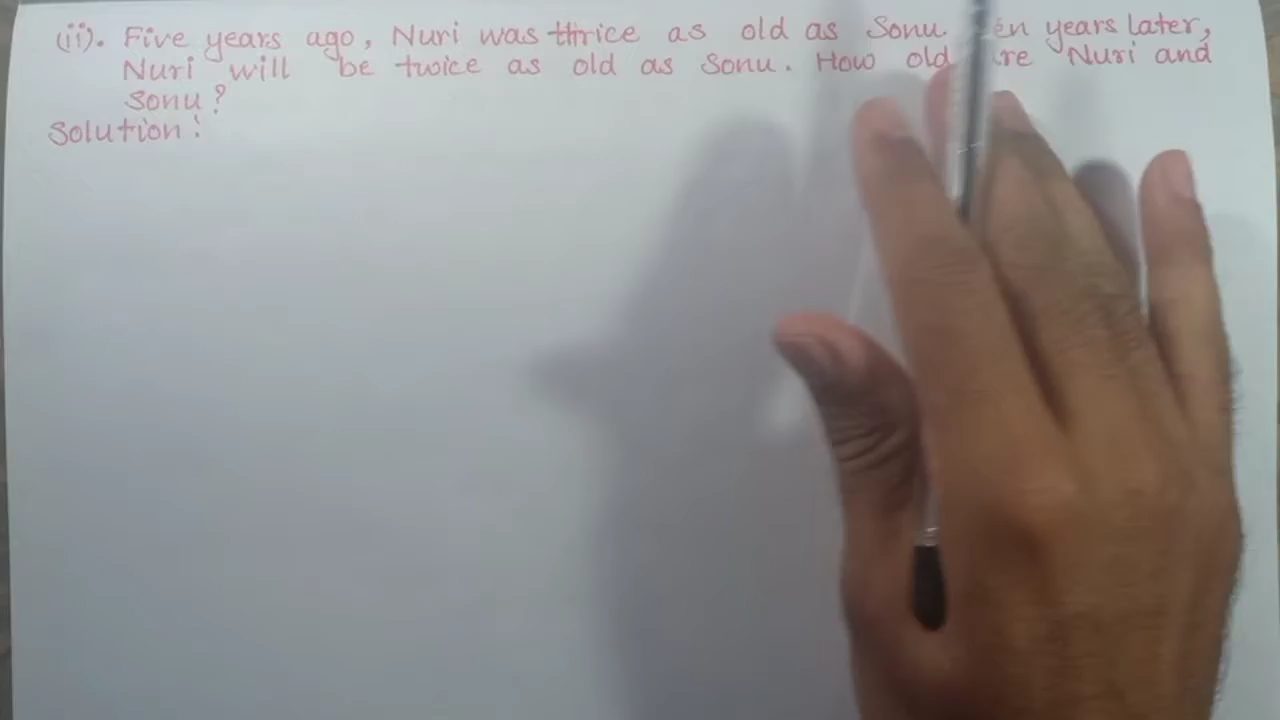 (ii). Five years ago, Nuri was thrice as old as Sonu. years later,
Nuri will be twice as old as Sonu. How old Nuri and
Sonu?
Solution: